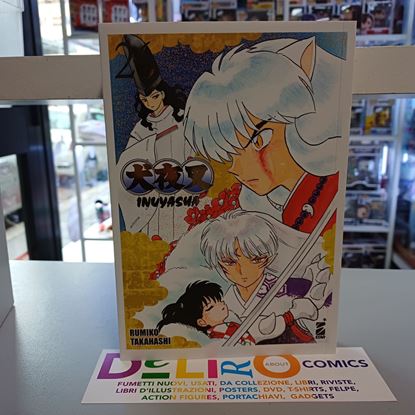 犬夜叉
INUYASHA
RUMIKO
TAKAHASHI
DELIRO ABOUT COMICS
FUMETTI NUOVI, USATI, DA COLLEZIONE, LIBRI, RIVISTE,
LIBRI D'ILLUSTRAZIONI, POSTERS, DVD, T-SHIRTS, FELPE,
ACTION FIGURES, PORTACHIAVI, GADGETS